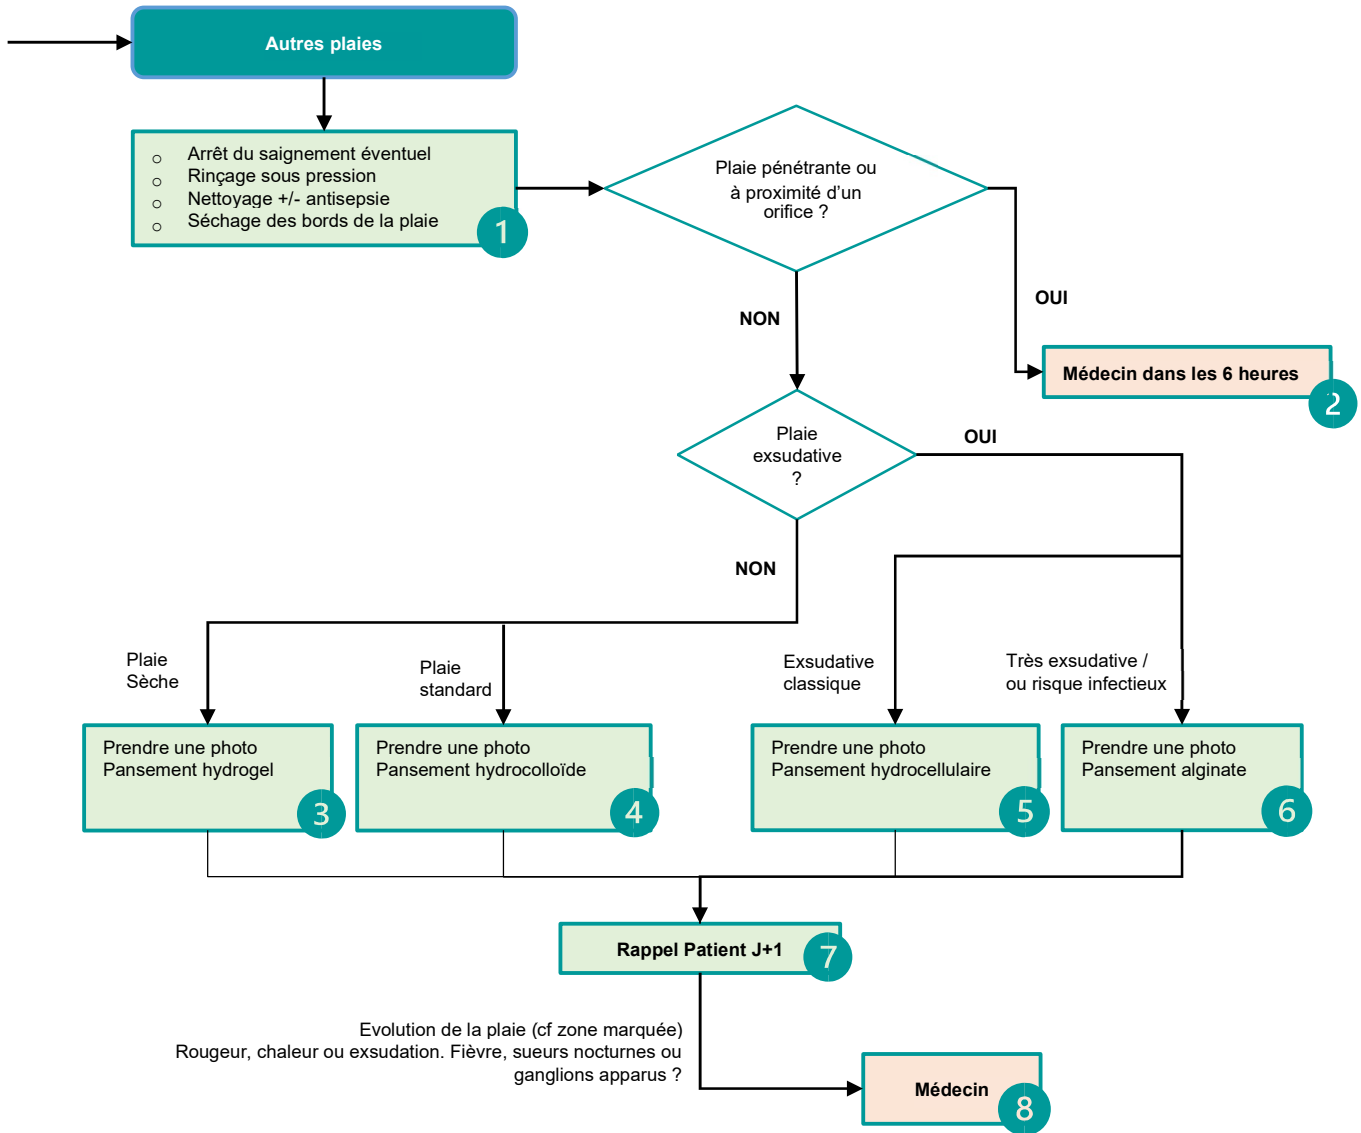 Autres plaies
○ Arrêt du saignement éventuel
○ Rinçage sous pression
○ Nettoyage +/- antisepsie
○ Séchage des bords de la plaie
1
Plaie pénétrante ou
à proximité d'un
orifice ?
OUI
NON
Médecin dans les 6 heures
2
Plaie
exsudative
?
OUI
NON
Plaie
Sèche
Plaie
standard
Exsudative
classique
Très exsudative /
ou risque infectieux
Prendre une photo
Pansement hydrogel
3
Prendre une photo
Pansement hydrocolloïde
4
Prendre une photo
Pansement hydrocellulaire
5
Prendre une photo
Pansement alginate
6
Rappel Patient J+1
7
Evolution de la plaie (cf zone marquée)
Rougeur, chaleur ou exsudation. Fièvre, sueurs nocturnes ou
ganglions apparus ?
Médecin
8